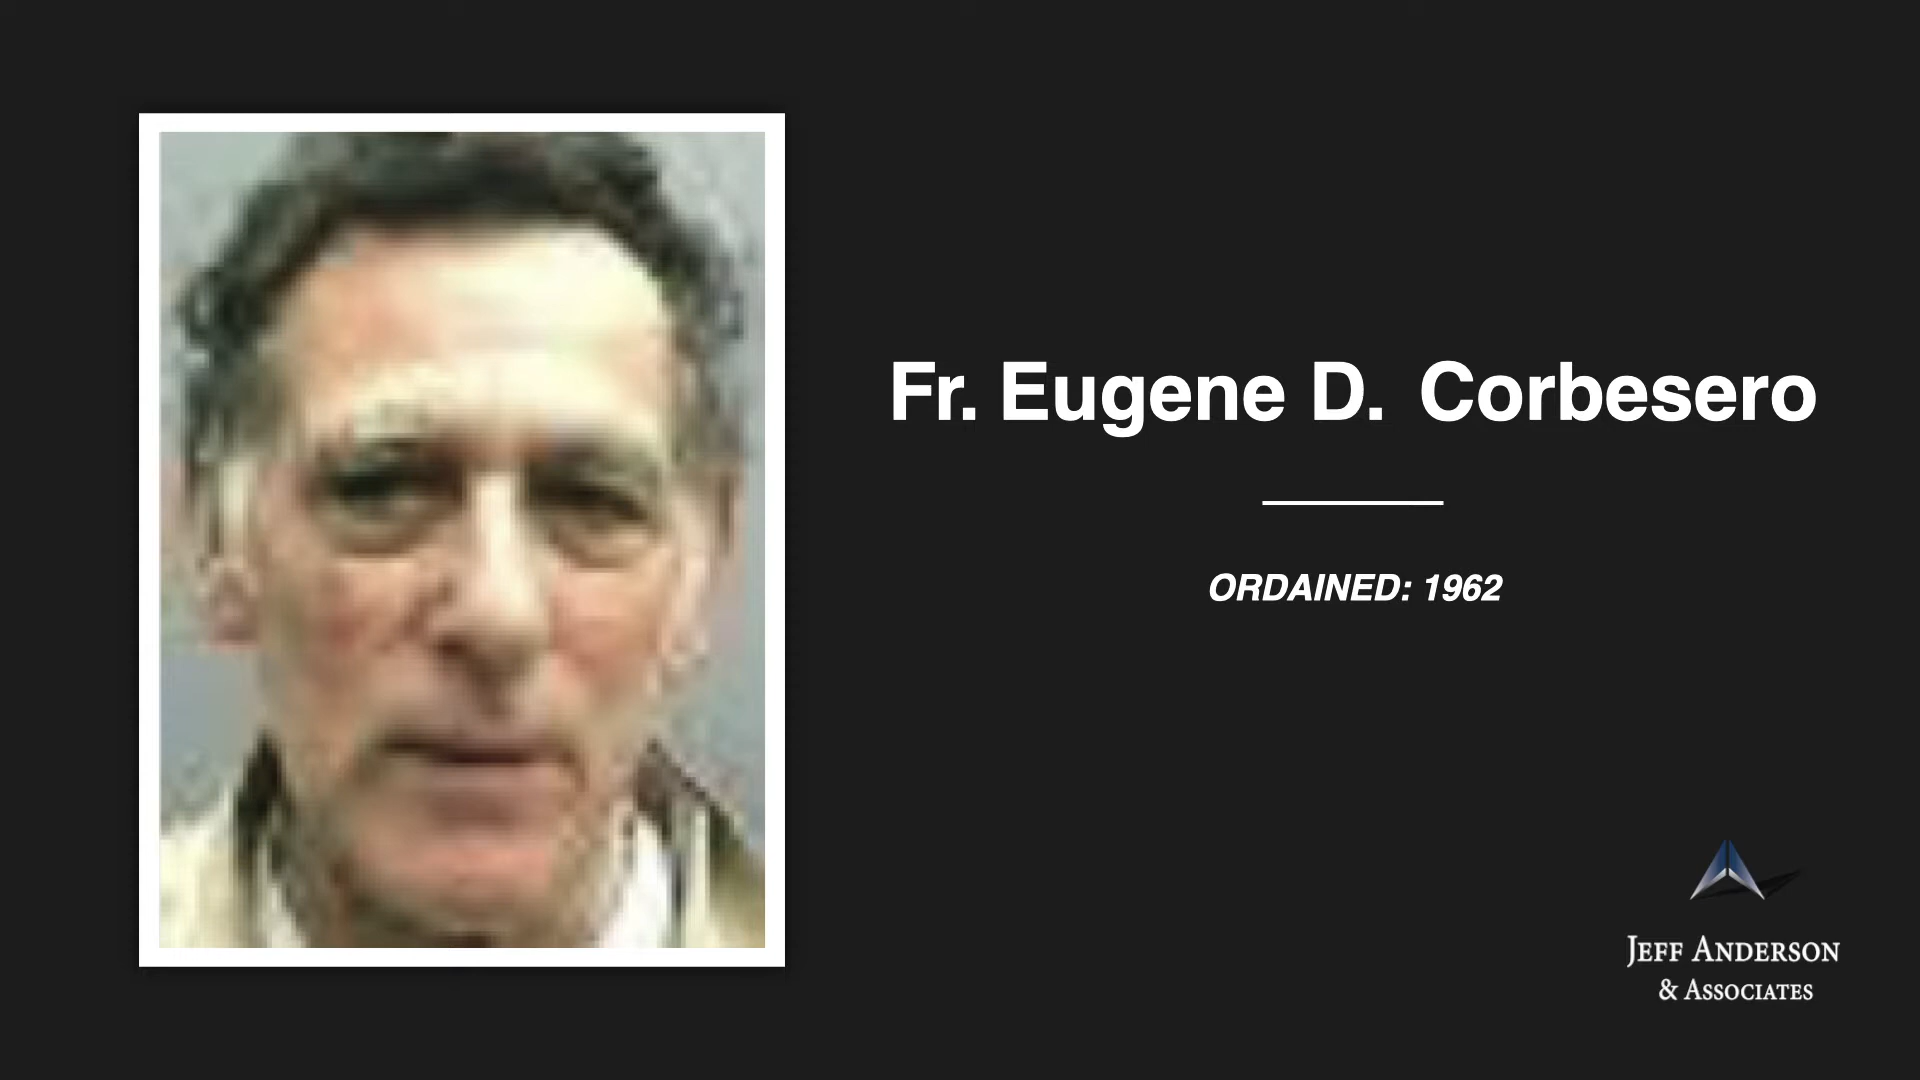 Fr. Eugene D. Corbesero
ORDAINED: 1962
JEFF ANDERSON
& ASSOCIATES